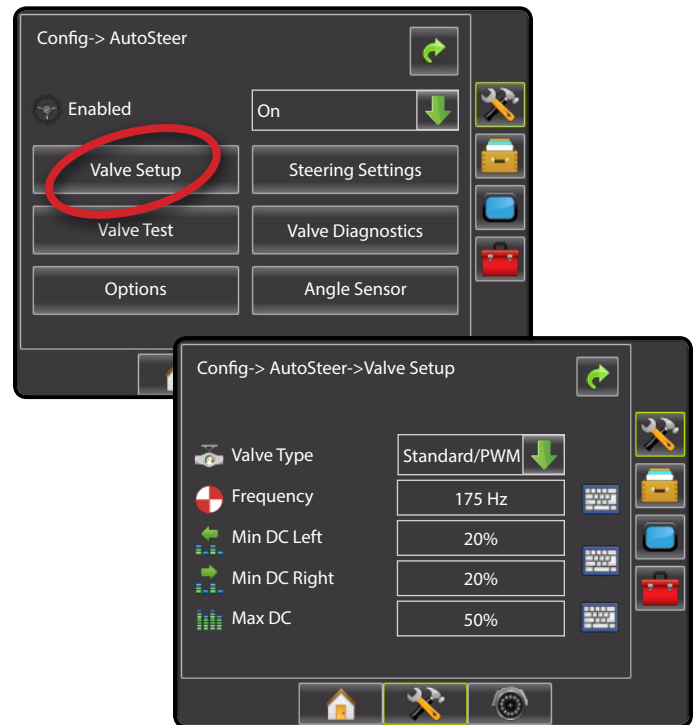 Config-> AutoSteer
Enabled
On
Valve Setup
Steering Settings
Valve Test
Valve Diagnostics
Options
Angle Sensor
Config-> AutoSteer->Valve Setup
Valve Type
Standard/PWM
Frequency
175 Hz
Min DC Left
20%
Min DC Right
20%
Max DC
50%